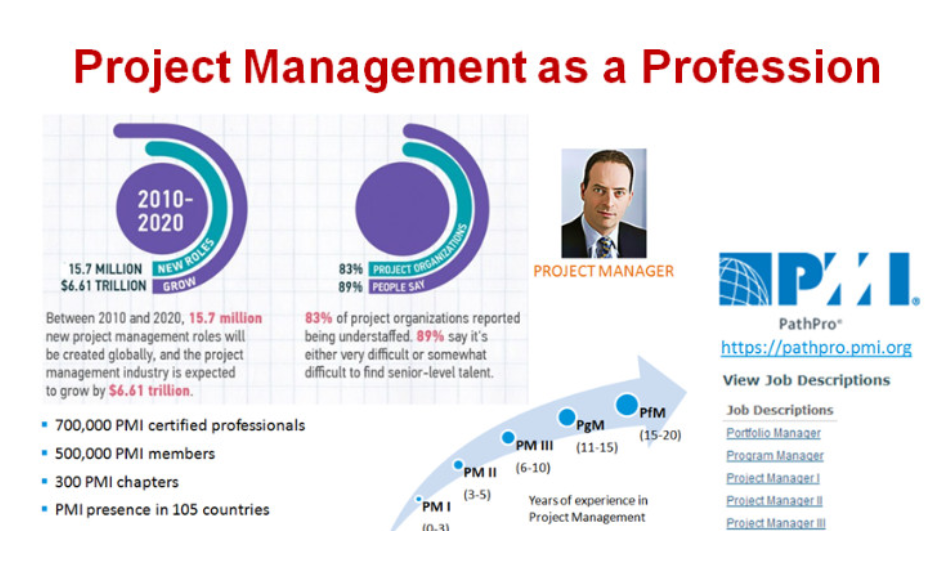 Project Management as a Profession
2010-
2020
15.7 MILLION NEW ROLES
$6.61 TRILLION GROW
83% PROJECT ORGANIZATIONS
89% PEOPLE SAY
Between 2010 and 2020, 15.7 million
new project management roles will
be created globally, and the project
management industry is expected
to grow by $6.61 trillion.
83% of project organizations reported
being understaffed. 89% say it's
either very difficult or somewhat
difficult to find senior-level talent.
PROJECT MANAGER
PMI®
PathPro®
https://pathpro.pmi.org
View Job Descriptions
Job Descriptions
Portfolio Manager
Program Manager
Project Manager I
Project Manager II
Project Manager III
700,000 PMI certified professionals
500,000 PMI members
300 PMI chapters
PMI presence in 105 countries
PM I
(0-3)
PM II
(3-5)
PM III
(6-10)
PgM
(11-15)
PfM
(15-20)
Years of experience in
Project Management